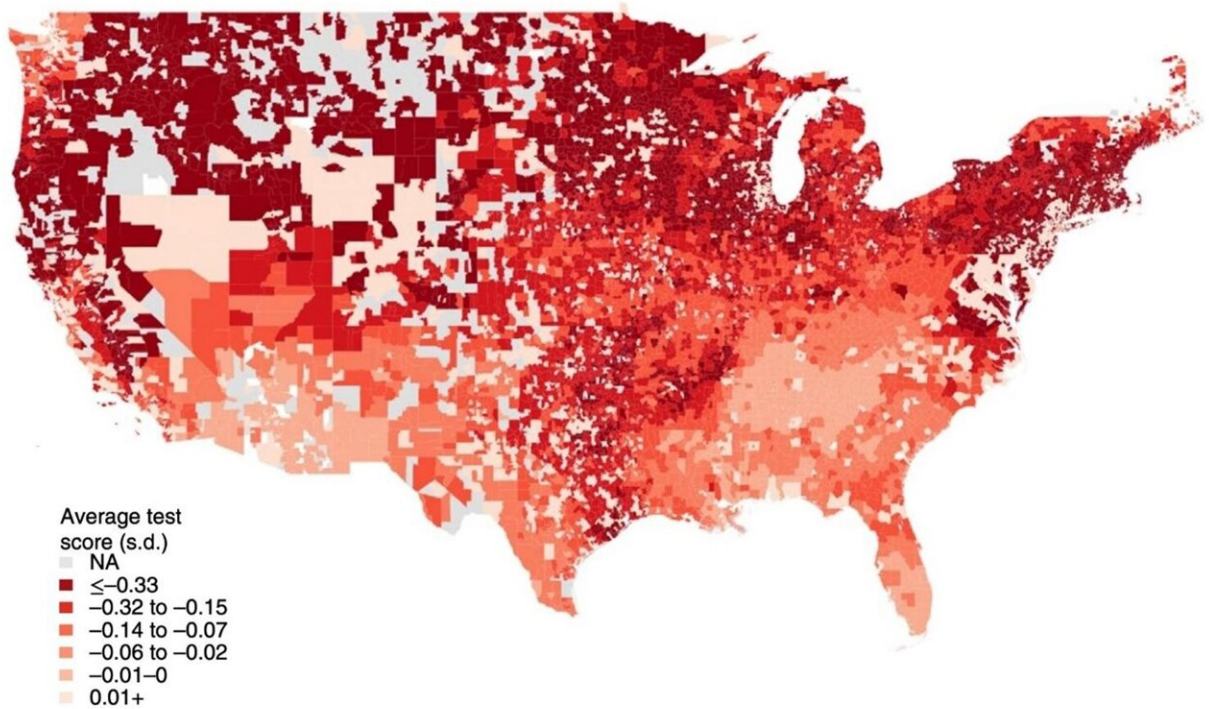 Average test
score (s.d.)
NA
≤–0.33
–0.32 to –0.15
–0.14 to –0.07
–0.06 to –0.02
–0.01–0
0.01+